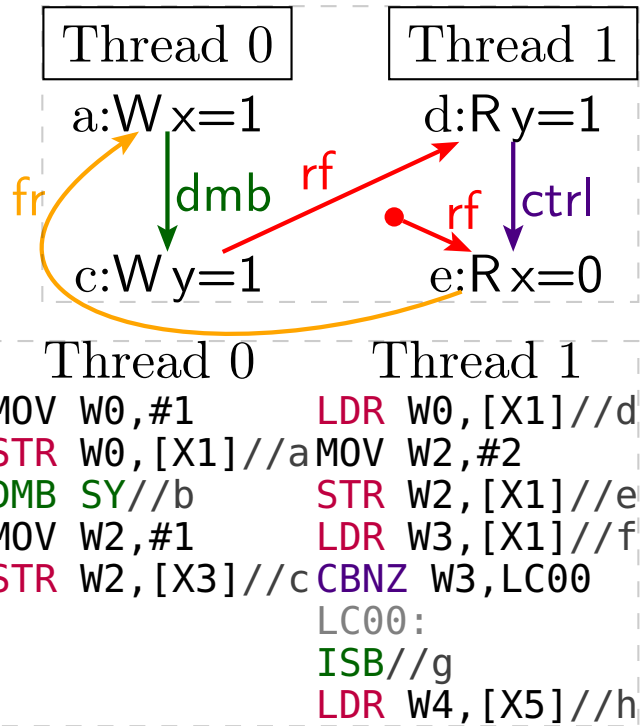 Thread 0 Thread 1
a:W x=1 d:R y=1
fr dmb rf rf ctrl
c:W y=1 e:R x=0
Thread 0 Thread 1
MOV W0,#1 LDR W0,[X1]//d
STR W0,[X1]//a MOV W2,#2
DMB SY//b STR W2,[X1]//e
MOV W2,#1 LDR W3,[X1]//f
STR W2,[X3]//c CBNZ W3,LC00
LC00:
ISB//g
LDR W4,[X5]//h